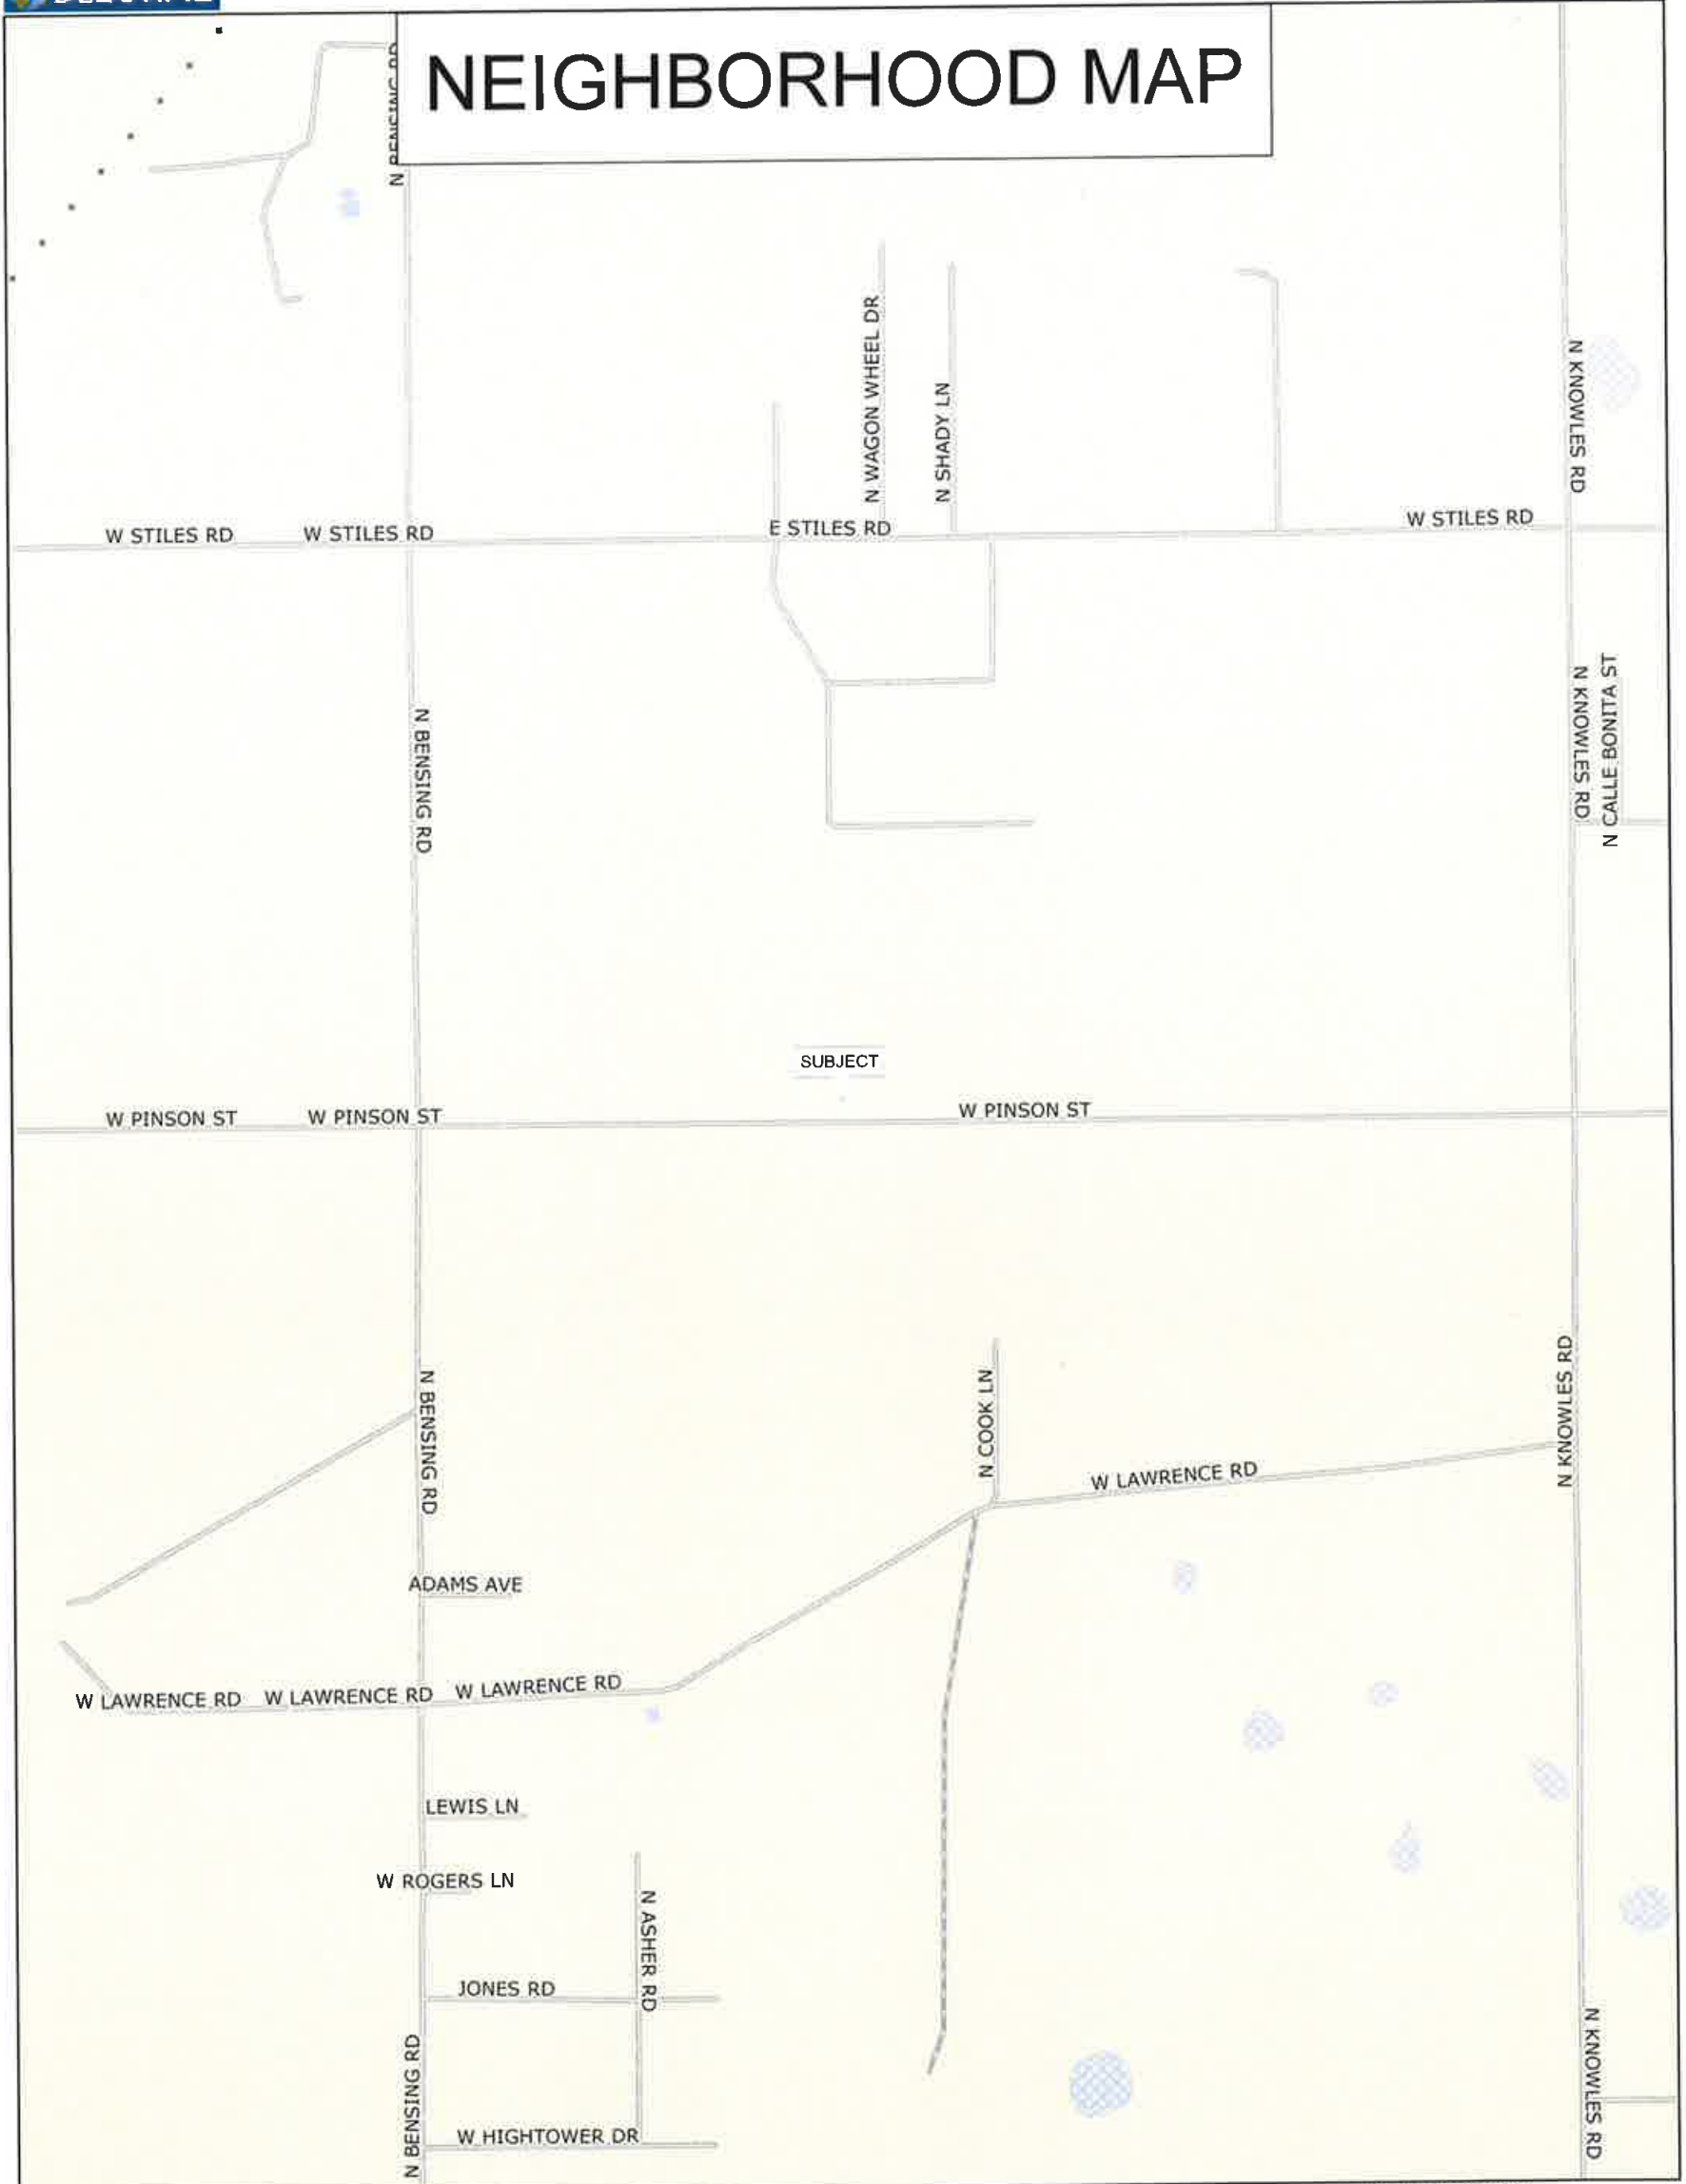 NEIGHBORHOOD MAP
N BENSING RD
N WAGON WHEEL DR
N SHADY LN
N KNOWLES RD
W STILES RD
W STILES RD
E STILES RD
W STILES RD
N BENSING RD
N KNOWLES RD
N CALLE BONITA ST
SUBJECT
W PINSON ST
W PINSON ST
W PINSON ST
N BENSING RD
N COOK LN
W LAWRENCE RD
N KNOWLES RD
ADAMS AVE
W LAWRENCE RD
W LAWRENCE RD
W LAWRENCE RD
LEWIS LN
W ROGERS LN
N ASHER RD
JONES RD
N BENSING RD
W HIGHTOWER DR
N KNOWLES RD